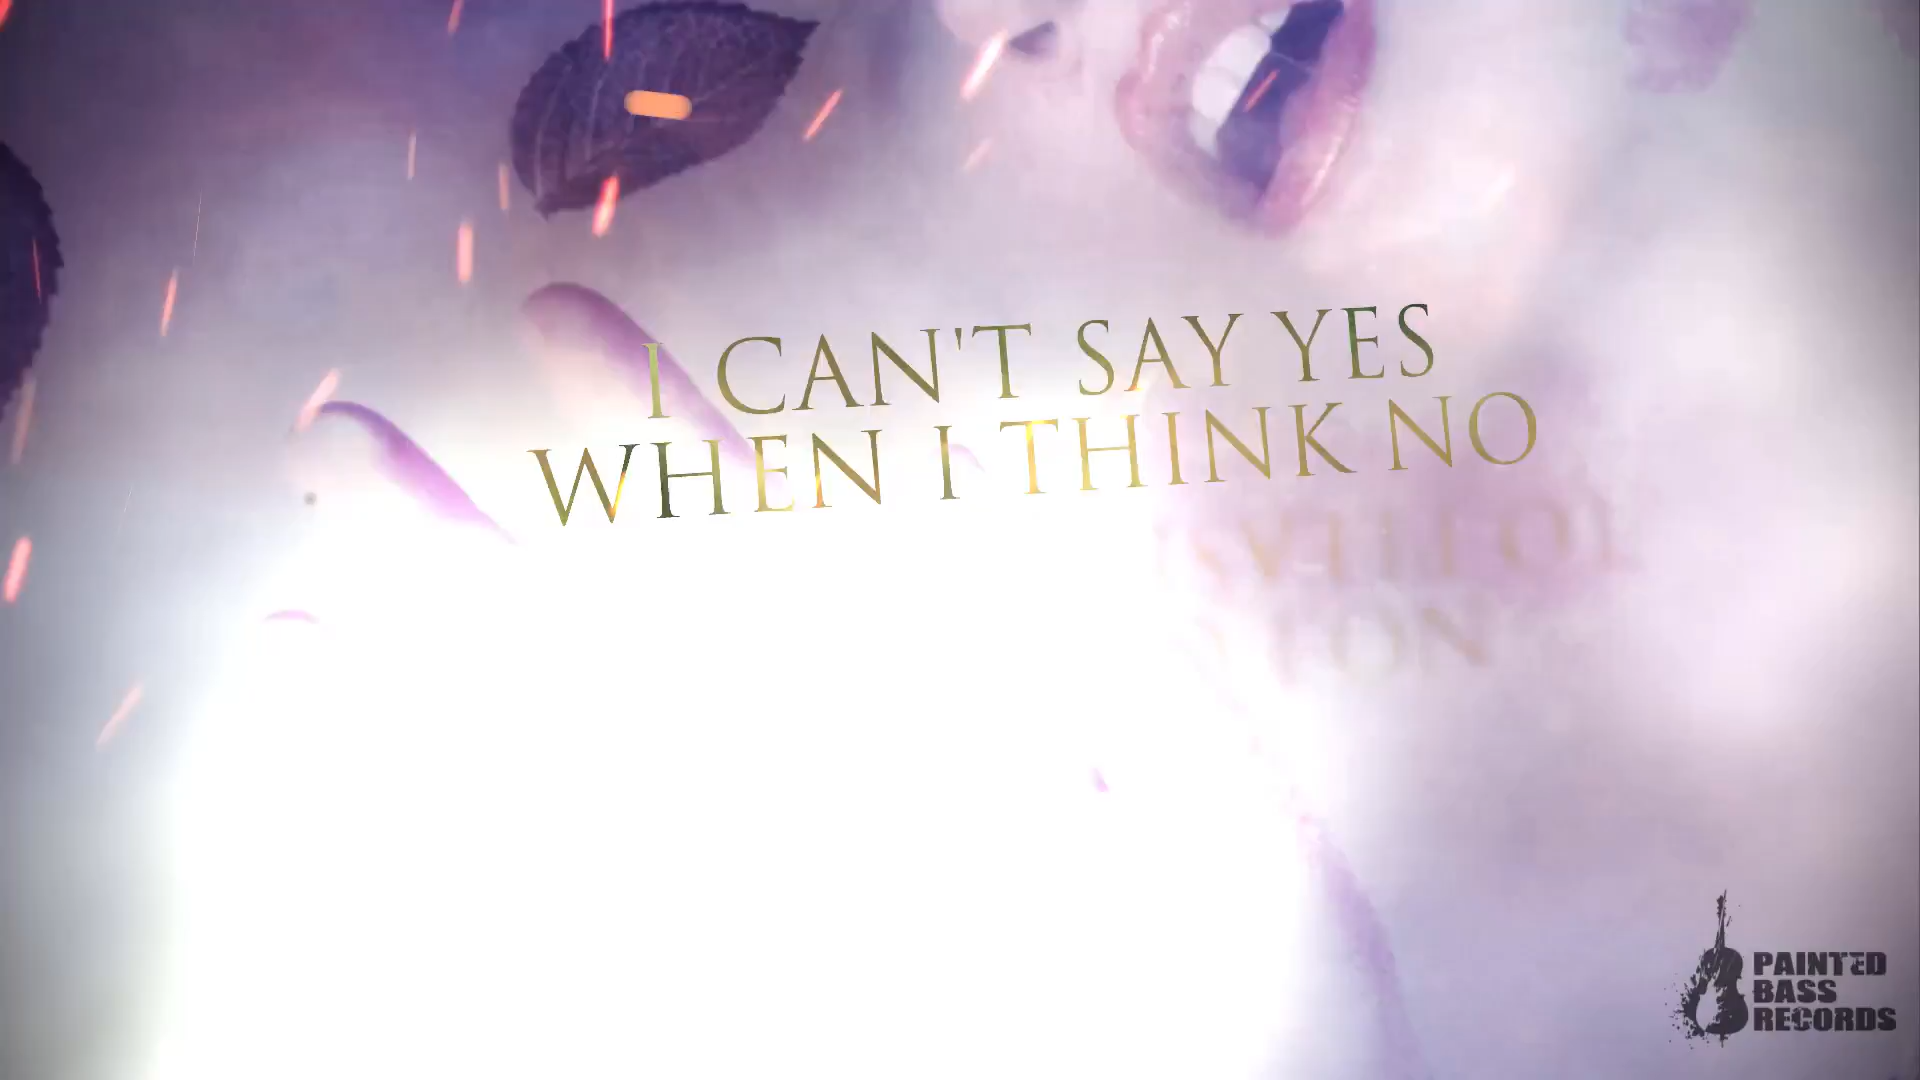 I CAN'T SAY YES
WHEN I THINK NO
PAINTED
BASS
RECORDS